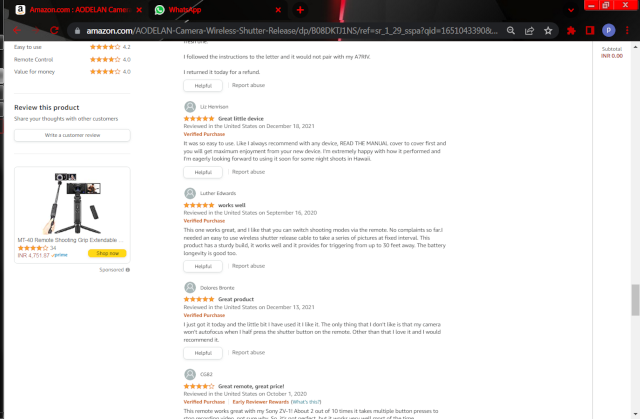 Amazon.com : AODELAN Camera
WhatsApp
amazon.com/AODELAN-Camera-Wireless-Shutter-Release/dp/B08DKTJ1NS/ref=sr_1_29_sspa?qid=1651043390&i...
P
Easy to use 4.2
Remote Control 4.0
Value for money 4.0
Review this product
Share your thoughts with other customers
Write a customer review
MT-40 Remote Shooting Grip Extendable ...
34
INR 4,751.87 prime
Shop now
Sponsored
I followed the instructions to the letter and it would not pair with my A7RIV.
I returned it today for a refund.
Helpful
Report abuse
Liz Herelson
Great little device
Reviewed in the United States on December 18, 2021
Verified Purchase
It was so easy to use. Like I always recommend with any device, READ THE MANUAL cover to cover first and
you will get maximum enjoyment from your new device. I'm extremely happy with how it performed and
I'm eagerly looking forward to using it soon for some night shoots in Hawaii.
Helpful
Report abuse
Luther Edwards
works well
Reviewed in the United States on September 16, 2020
Verified Purchase
This one works great, and I like that you can switch shooting modes via the remote. No complaints so far.I
needed an easy to use wireless shutter release cable to take a series of pictures at fixed interval. This
product has a sturdy build, it works well and it provides for triggering from up to 30 feet away. The battery
longevity is good too.
Helpful
Report abuse
Dolores Bronte
Great product
Reviewed in the United States on December 13, 2021
Verified Purchase
I just got it today and the little bit I have used it I like it. The only thing that I don't like is that my camera
won't autofocus when I half press the shutter button on the remote. Other than that I love it and I would
recommend it.
Helpful
Report abuse
CG82
Great remote, great price!
Reviewed in the United States on October 1, 2020
Verified Purchase Early Reviewer Rewards (What's this?)
This remote works great with my Sony ZV-1! About 2 out of 10 times it takes multiple button presses to
Subtotal
INR 0.00